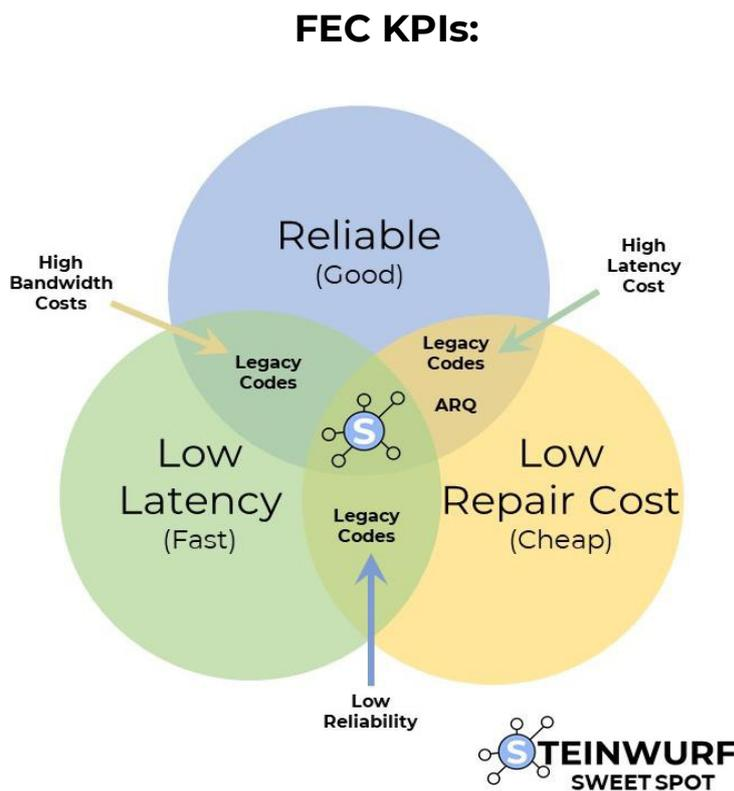 FEC KPIs:
Reliable
(Good)
High
Bandwidth
Costs
High
Latency
Cost
Legacy
Codes
Legacy
Codes
ARQ
S
Low
Latency
(Fast)
Low
Repair Cost
(Cheap)
Legacy
Codes
Low
Reliability
STEINWURF
SWEET SPOT